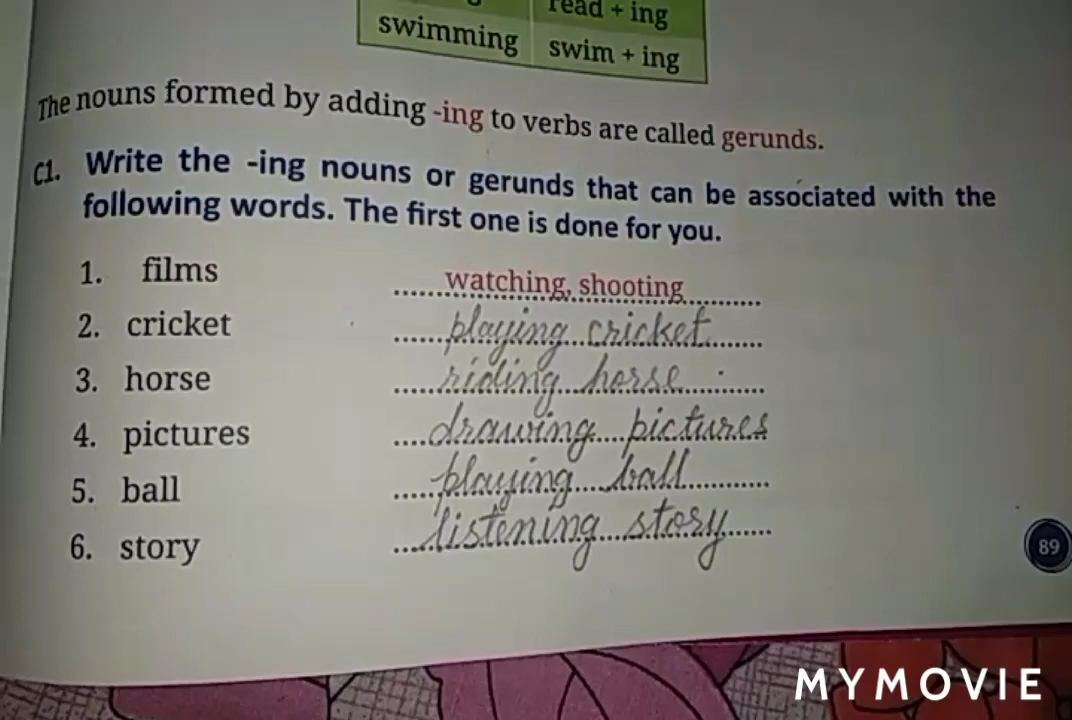 read + ing
swimming swim + ing
The nouns formed by adding -ing to verbs are called gerunds.
C1. Write the -ing nouns or gerunds that can be associated with the
following words. The first one is done for you.
1. films ........watching, shooting...........
2. cricket ........playing cricket........
3. horse ........riding horse........
4. pictures ....drawing....pictures
5. ball ......playing....ball..........
6. story ....listening...story......
89
MYMOVIE